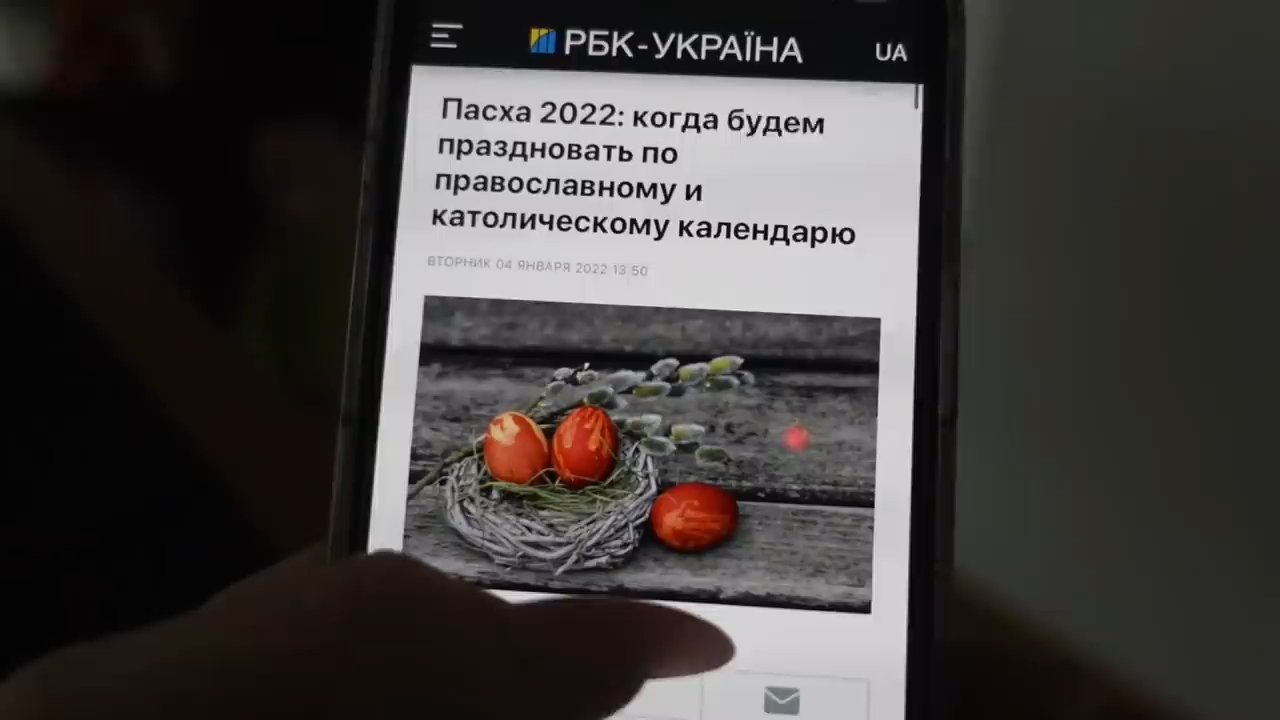 РБК-УКРАЇНА
UA
Пасха 2022: когда будем
праздновать по
православному и
католическому календарю
ВТОРНИК 04 ЯНВАРЯ 2022 13:50